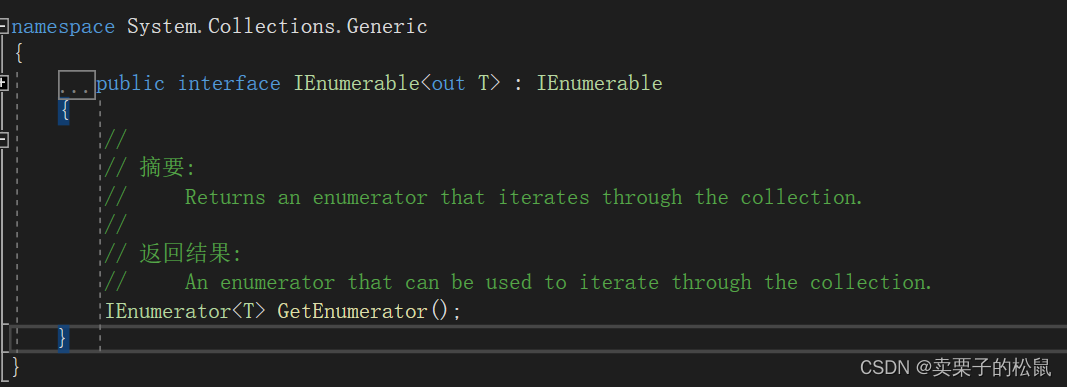 namespace System.Collections.Generic
{
...public interface IEnumerable<out T> : IEnumerable
{
//
// 摘要:
//     Returns an enumerator that iterates through the collection.
//
// 返回结果:
//     An enumerator that can be used to iterate through the collection.
IEnumerator<T> GetEnumerator();
}
}
CSDN @卖栗子的松鼠